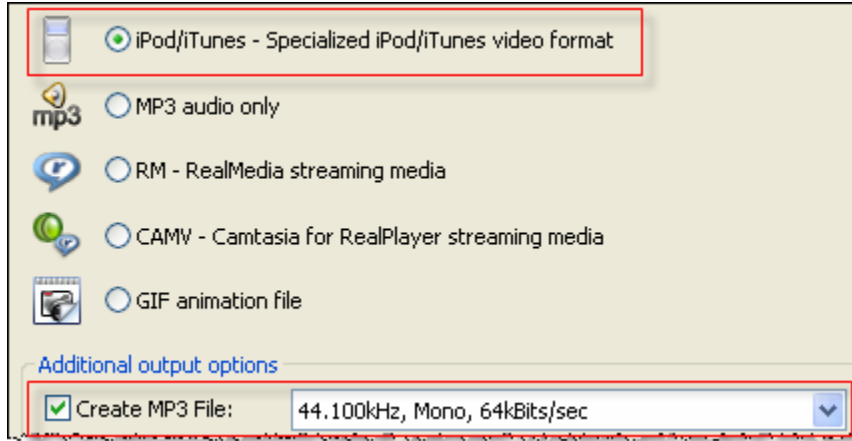 iPod/iTunes - Specialized iPod/iTunes video format
mp3 MP3 audio only
RM - RealMedia streaming media
CAMV - Camtasia for RealPlayer streaming media
GIF animation file
Additional output options
Create MP3 File: 44.100kHz, Mono, 64kBits/sec